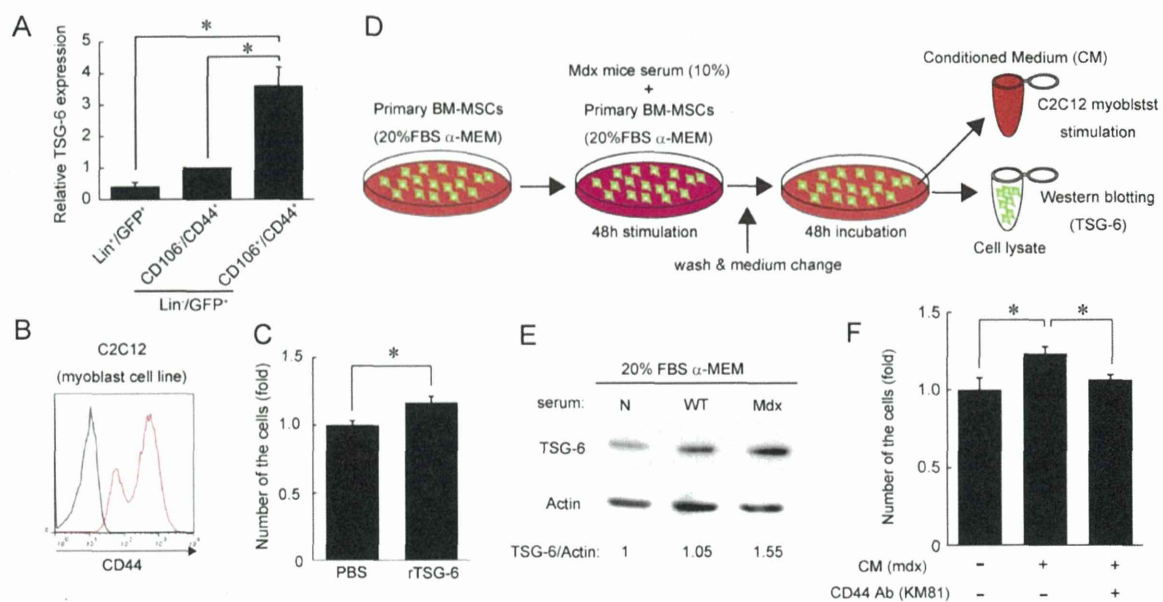 A
Relative TSG-6 expression
5
4
3
2
1
0
*
*
Lin⁺/GFP⁺
CD106⁻/CD44⁺
CD106⁺/CD44⁺
Lin⁻/GFP⁺
D
Primary BM-MSCs
(20%FBS α-MEM)
Mdx mice serum (10%)
+
Primary BM-MSCs
(20%FBS α-MEM)
48h stimulation
wash & medium change
48h incubation
Conditioned Medium (CM)
C2C12 myoblstst
stimulation
Western blotting
(TSG-6)
Cell lysate
B
C2C12
(myoblast cell line)
0
10⁰ 10¹ 10² 10³
CD44
C
Number of the cells (fold)
1.5
1.0
0.5
0
*
PBS rTSG-6
E
20% FBS α-MEM
serum: N WT Mdx
TSG-6
Actin
TSG-6/Actin: 1 1.05 1.55
F
Number of the cells (fold)
1.5
1.0
0.5
0
* *
CM (mdx) - + +
CD44 Ab (KM81) - - +